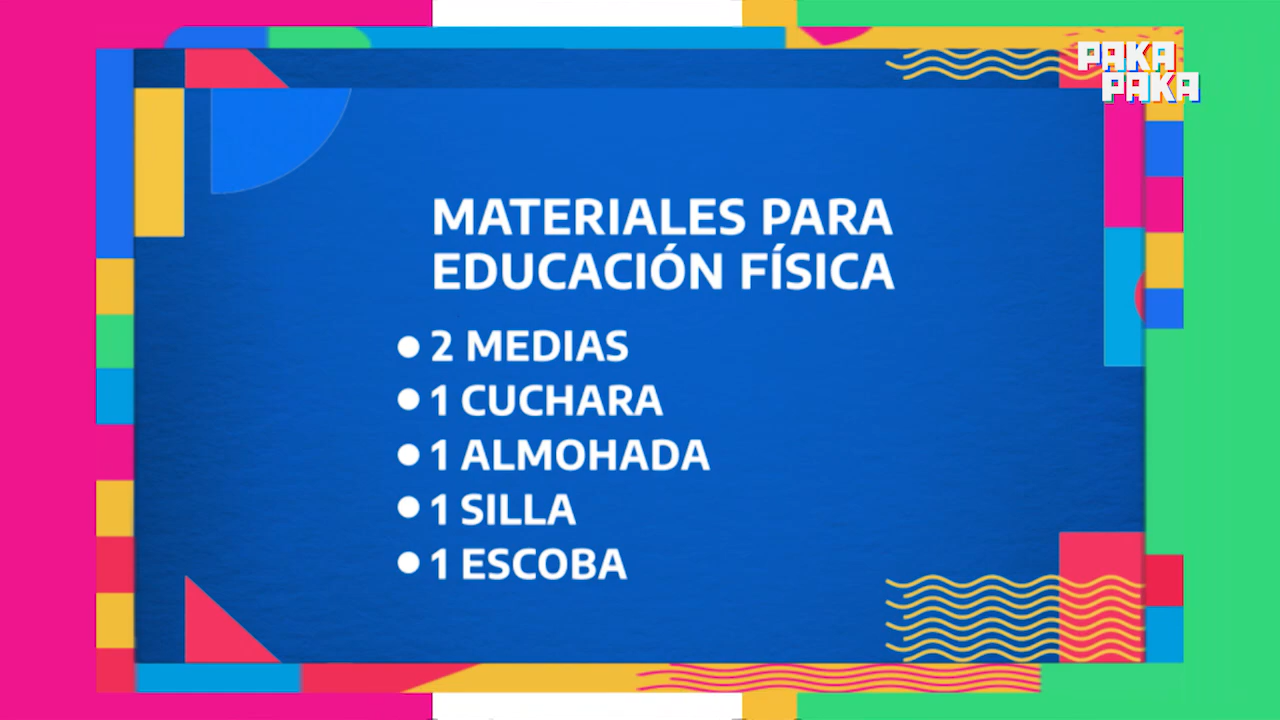 PAKA
PAKA
MATERIALES PARA
EDUCACIÓN FÍSICA
● 2 MEDIAS
● 1 CUCHARA
● 1 ALMOHADA
● 1 SILLA
● 1 ESCOBA